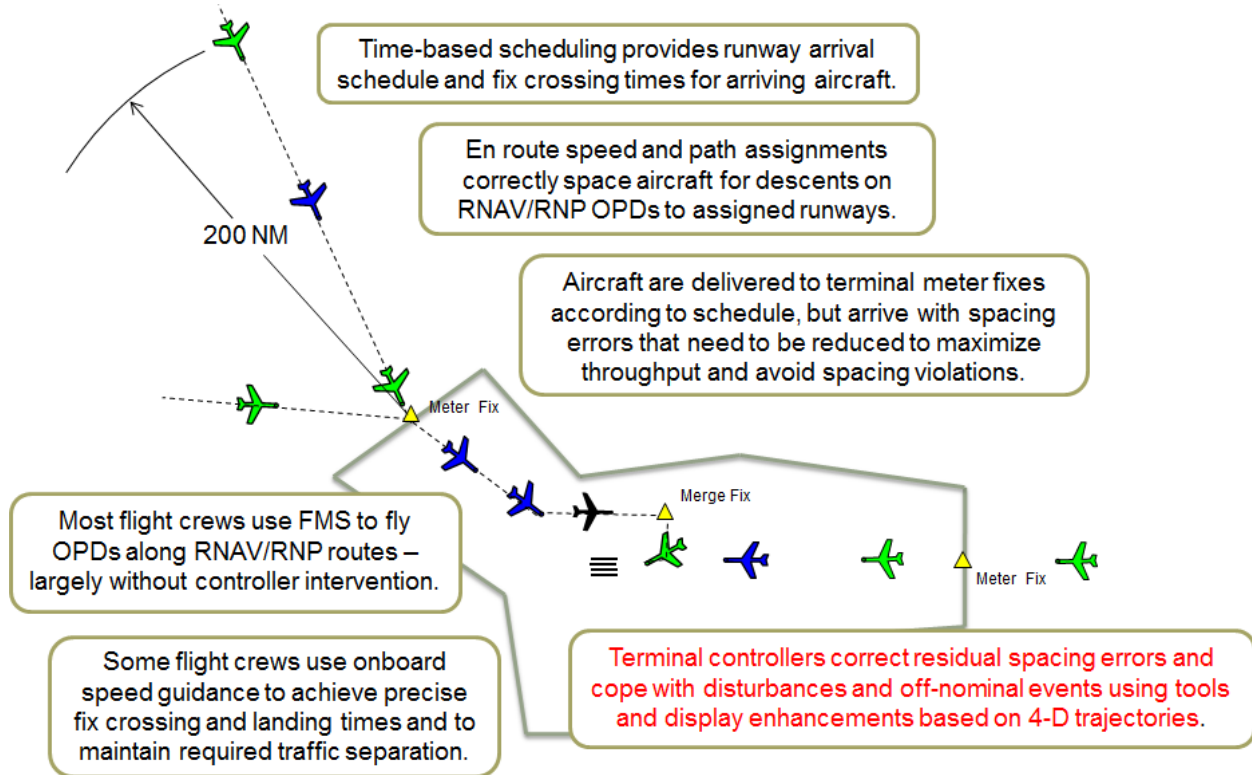 Time-based scheduling provides runway arrival
schedule and fix crossing times for arriving aircraft.
En route speed and path assignments
correctly space aircraft for descents on
RNAV/RNP OPDs to assigned runways.
200 NM
Aircraft are delivered to terminal meter fixes
according to schedule, but arrive with spacing
errors that need to be reduced to maximize
throughput and avoid spacing violations.
Meter Fix
Merge Fix
Most flight crews use FMS to fly
OPDs along RNAV/RNP routes –
largely without controller intervention.
Meter Fix
Some flight crews use onboard
speed guidance to achieve precise
fix crossing and landing times and to
maintain required traffic separation.
Terminal controllers correct residual spacing errors and
cope with disturbances and off-nominal events using tools
and display enhancements based on 4-D trajectories.